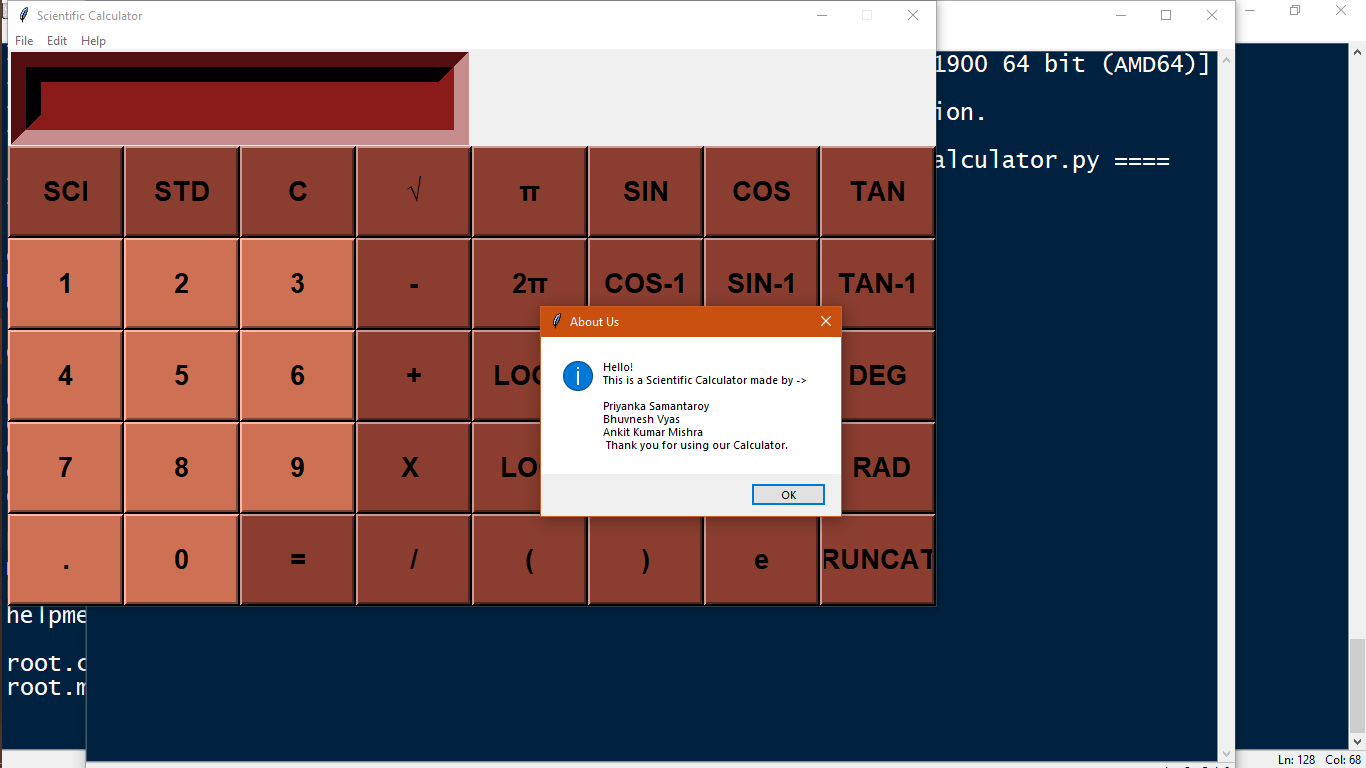 Scientific Calculator
File Edit Help
1900 64 bit (AMD64)]
ion.
alculator.py ====
SCI STD C √ π SIN COS TAN
1 2 3 - 2π COS-1 SIN-1 TAN-1
About Us
Hello!
This is a Scientific Calculator made by ->
Priyanka Samantaroy
Bhuvnesh Vyas
Ankit Kumar Mishra
Thank you for using our Calculator.
OK
4 5 6 + DEG
7 8 9 X RAD
. 0 = / ( ) e RUNCAT
helpme
root.c
root.m
Ln: 128 Col: 68